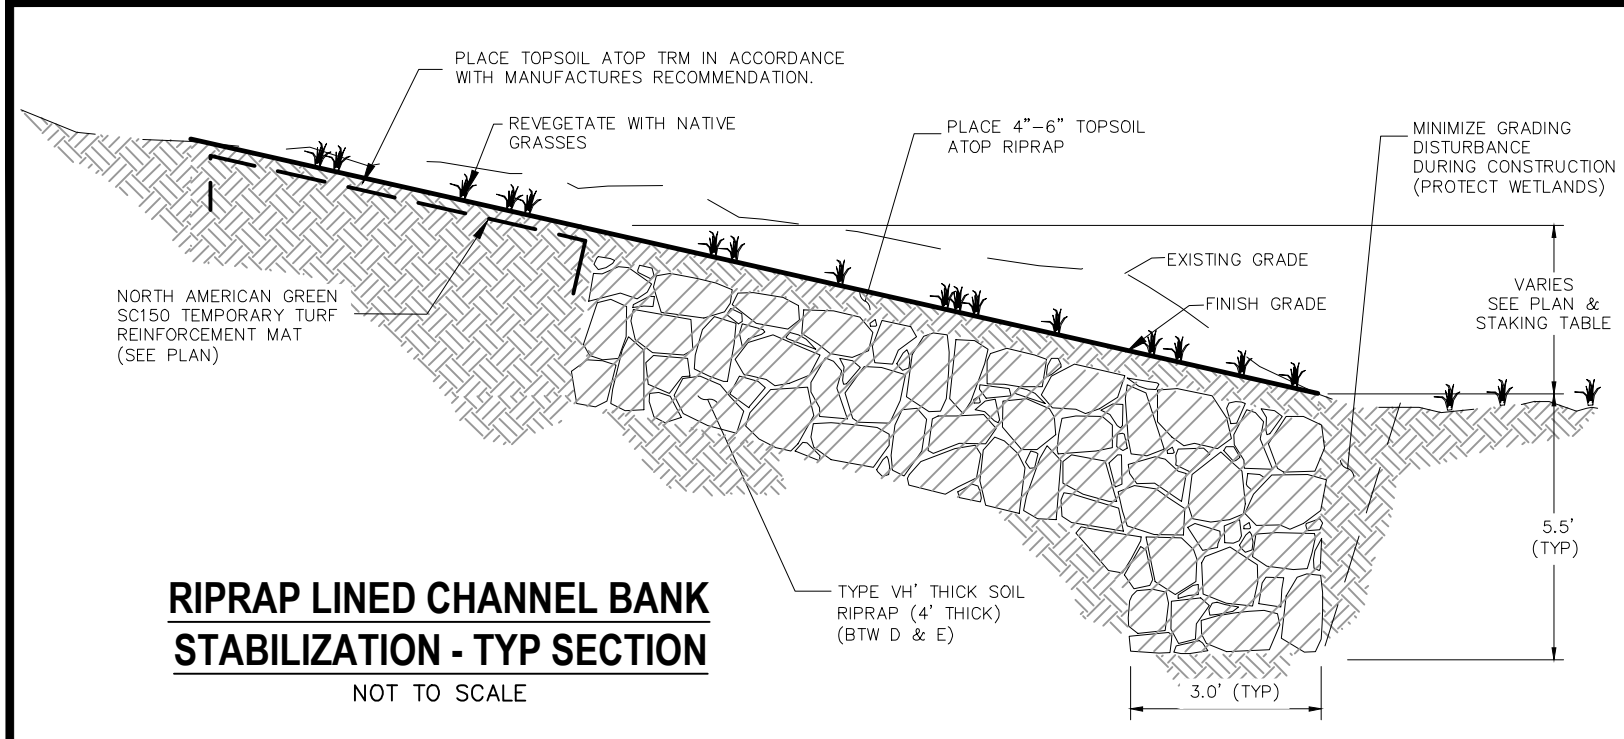 PLACE TOPSOIL ATOP TRM IN ACCORDANCE
WITH MANUFACTURES RECOMMENDATION.
REVEGETATE WITH NATIVE
GRASSES
PLACE 4"-6" TOPSOIL
ATOP RIPRAP
MINIMIZE GRADING
DISTURBANCE
DURING CONSTRUCTION
(PROTECT WETLANDS)
EXISTING GRADE
FINISH GRADE
VARIES
SEE PLAN &
STAKING TABLE
NORTH AMERICAN GREEN
SC150 TEMPORARY TURF
REINFORCEMENT MAT
(SEE PLAN)
5.5'
(TYP)
TYPE VH' THICK SOIL
RIPRAP (4' THICK)
(BTW D & E)
3.0' (TYP)
RIPRAP LINED CHANNEL BANK
STABILIZATION - TYP SECTION
NOT TO SCALE